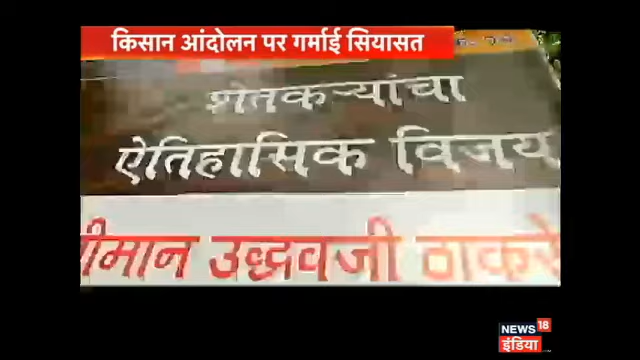 किसान आंदोलन पर गर्माई सियासत
शेतकऱ्यांचा
ऐतिहासिक विजय
उद्धवजी ठाकरे
NEWS 18
इंडिया